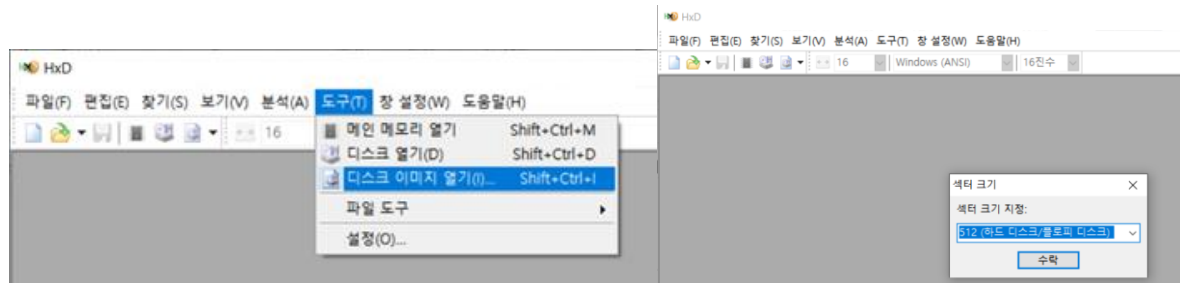 HxD
파일(F) 편집(E) 찾기(S) 보기(V) 분석(A) 도구(T) 창 설정(W) 도움말(H)
16
메인 메모리 열기 Shift+Ctrl+M
디스크 열기(D) Shift+Ctrl+D
디스크 이미지 열기(I)... Shift+Ctrl+I
파일 도구
설정(O)...
HxD
파일(F) 편집(E) 찾기(S) 보기(V) 분석(A) 도구(T) 창 설정(W) 도움말(H)
16 Windows (ANSI) 16진수
섹터 크기
섹터 크기 지정:
512 (하드 디스크/플로피 디스크)
수락